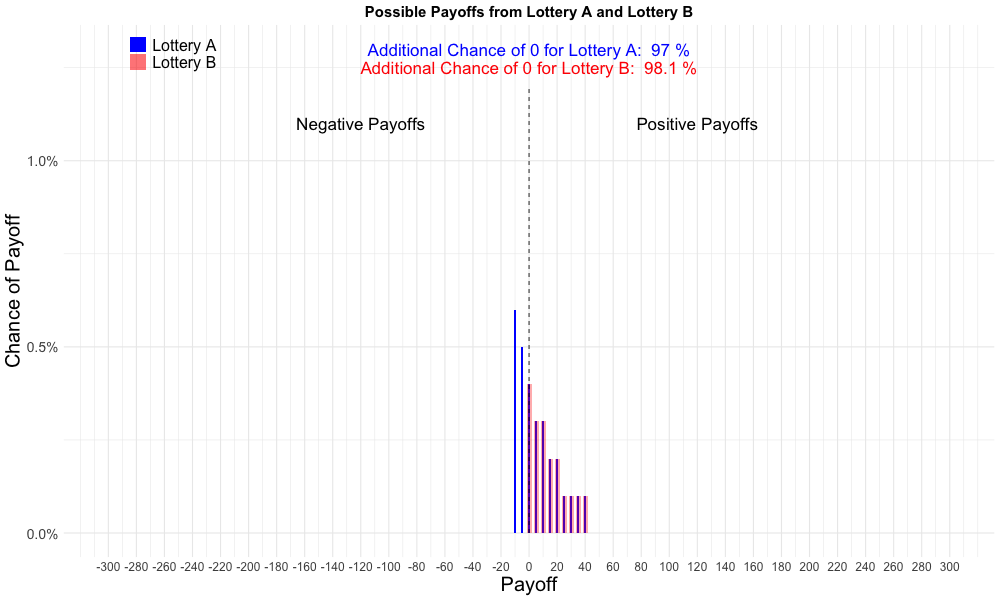 Possible Payoffs from Lottery A and Lottery B
Lottery A
Lottery B
Additional Chance of 0 for Lottery A:  97 %
Additional Chance of 0 for Lottery B:  98.1 %
Negative Payoffs
Positive Payoffs
Chance of Payoff
1.0%
0.5%
0.0%
-300 -280 -260 -240 -220 -200 -180 -160 -140 -120 -100 -80 -60 -40 -20 0 20 40 60 80 100 120 140 160 180 200 220 240 260 280 300
Payoff